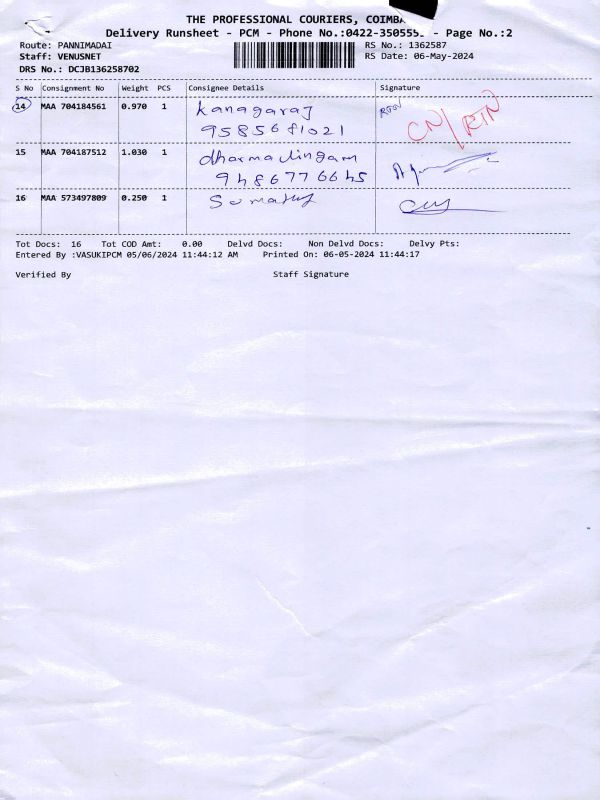 THE PROFESSIONAL COURIERS,
Delivery Runsheet - PCM - Phone No.:0422-350555 - Page No.:2
Route: PANNIMADAI
Staff: VENUSNET
DRS No.: DCJB136258702
RS No.: 1362587
RS Date: 06-May-2024
S No Consignment No Weight PCS Consignee Details Signature
14 MAA 704184561 0.970 1 kanagaraj RTN
9585681021 CN/RTN
15 MAA 704187512 1.030 1 dharmalingam
9486776645
16 MAA 573497809 0.250 1
Tot Docs: 16 Tot COD Amt: 0.00 Delvd Docs: Non Delvd Docs: Delvy Pts:
Entered By :VASUKIPCM 05/06/2024 11:44:12 AM Printed On: 06-05-2024 11:44:17
Verified By Staff Signature